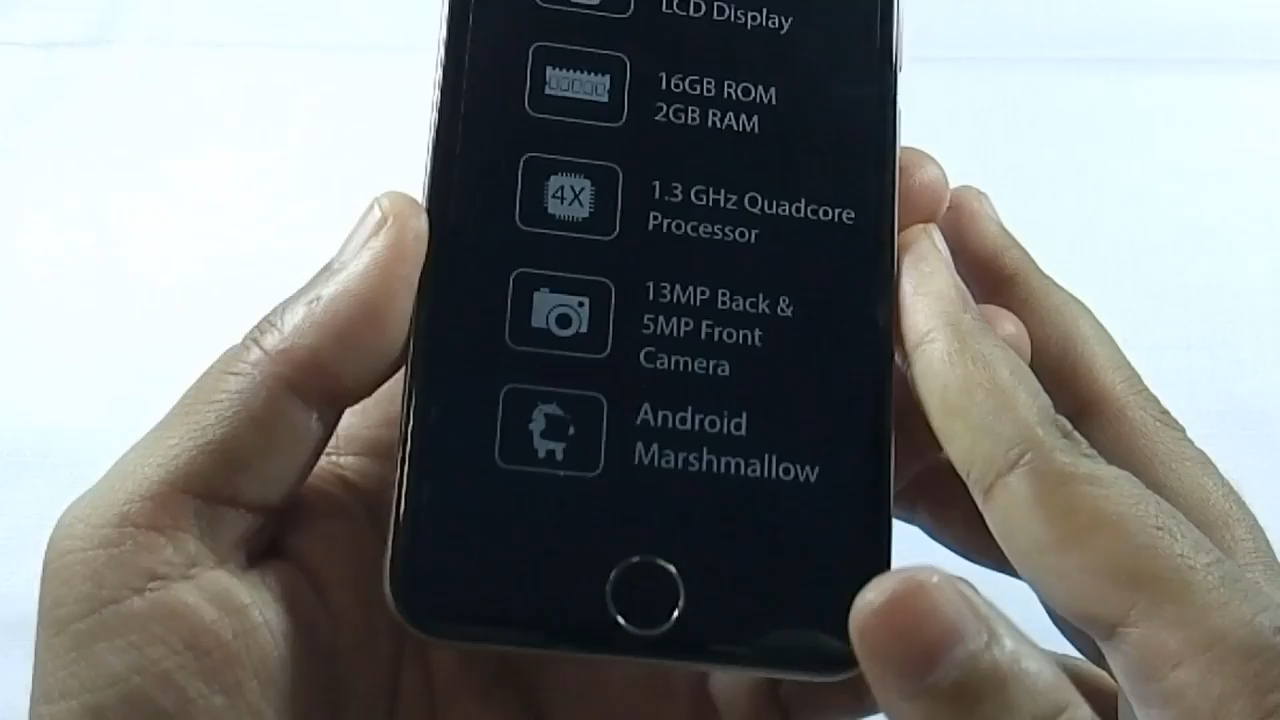 LCD Display
16GB ROM
2GB RAM
4X
1.3 GHz Quadcore
Processor
13MP Back &
5MP Front
Camera
Android
Marshmallow